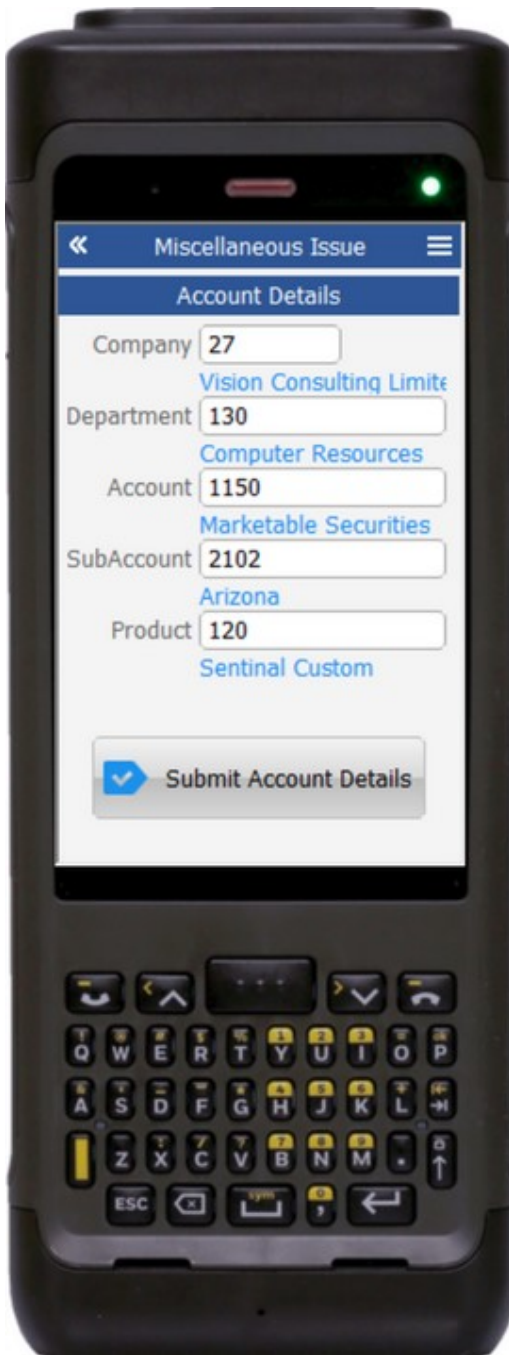 Miscellaneous Issue
Account Details
Company 27
Vision Consulting Limite
Department 130
Computer Resources
Account 1150
Marketable Securities
SubAccount 2102
Arizona
Product 120
Sentinal Custom
Submit Account Details
Q W E R T Y U I O P
A S D F G H J K L
Z X C V B N M .
ESC sym ,